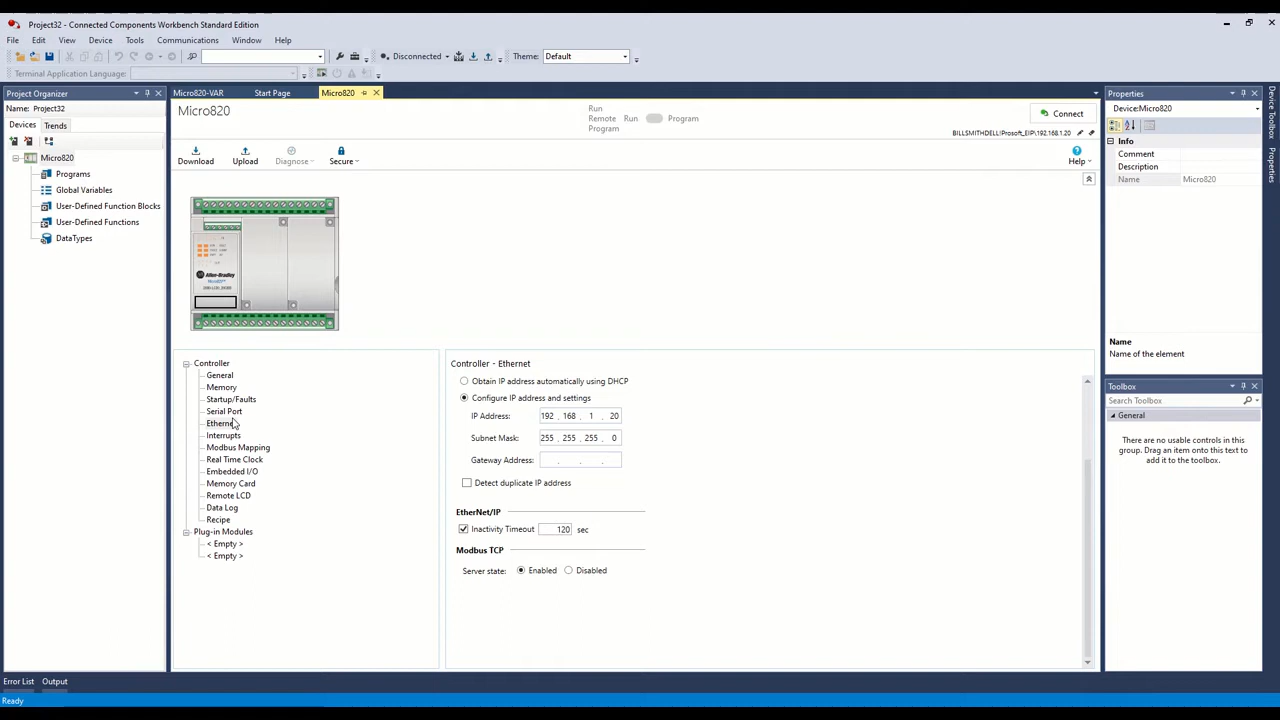 Project32 - Connected Components Workbench Standard Edition
File Edit View Device Tools Communications Window Help
Disconnected Theme: Default
Terminal Application Language:
Project Organizer
Name: Project32
Devices Trends
Micro820
Programs
Global Variables
User-Defined Function Blocks
User-Defined Functions
DataTypes
Micro820-VAR Start Page Micro820
Micro820
Run
Remote Run Program
Program
Connect
BILLSMITHDELL\Prosoft_EIP\192.168.1.20
Download Upload Diagnose Secure Help
Allen-Bradley
Micro820
Controller
General
Memory
Startup/Faults
Serial Port
Ethernet
Interrupts
Modbus Mapping
Real Time Clock
Embedded I/O
Memory Card
Remote LCD
Data Log
Recipe
Plug-in Modules
< Empty >
< Empty >
Controller - Ethernet
Obtain IP address automatically using DHCP
Configure IP address and settings
IP Address: 192 . 168 . 1 . 20
Subnet Mask: 255 . 255 . 255 . 0
Gateway Address: . . .
Detect duplicate IP address
EtherNet/IP
Inactivity Timeout 120 sec
Modbus TCP
Server state: Enabled Disabled
Properties
Device:Micro820
Info
Comment
Description
Name Micro820
Name
Name of the element
Toolbox
Search Toolbox
General
There are no usable controls in this
group. Drag an item onto this text to
add it to the toolbox.
Device Toolbox
Properties
Error List Output
Ready